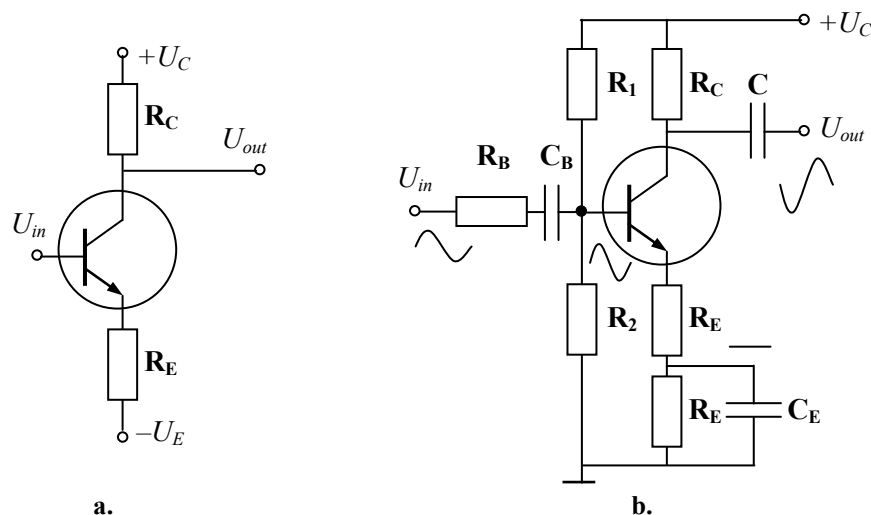 +U_C
R_C
U_out
U_in
R_E
–U_E
a.
+U_C
R_1
R_C
C
U_out
R_B
C_B
U_in
R_2
R_E
R_E
C_E
b.